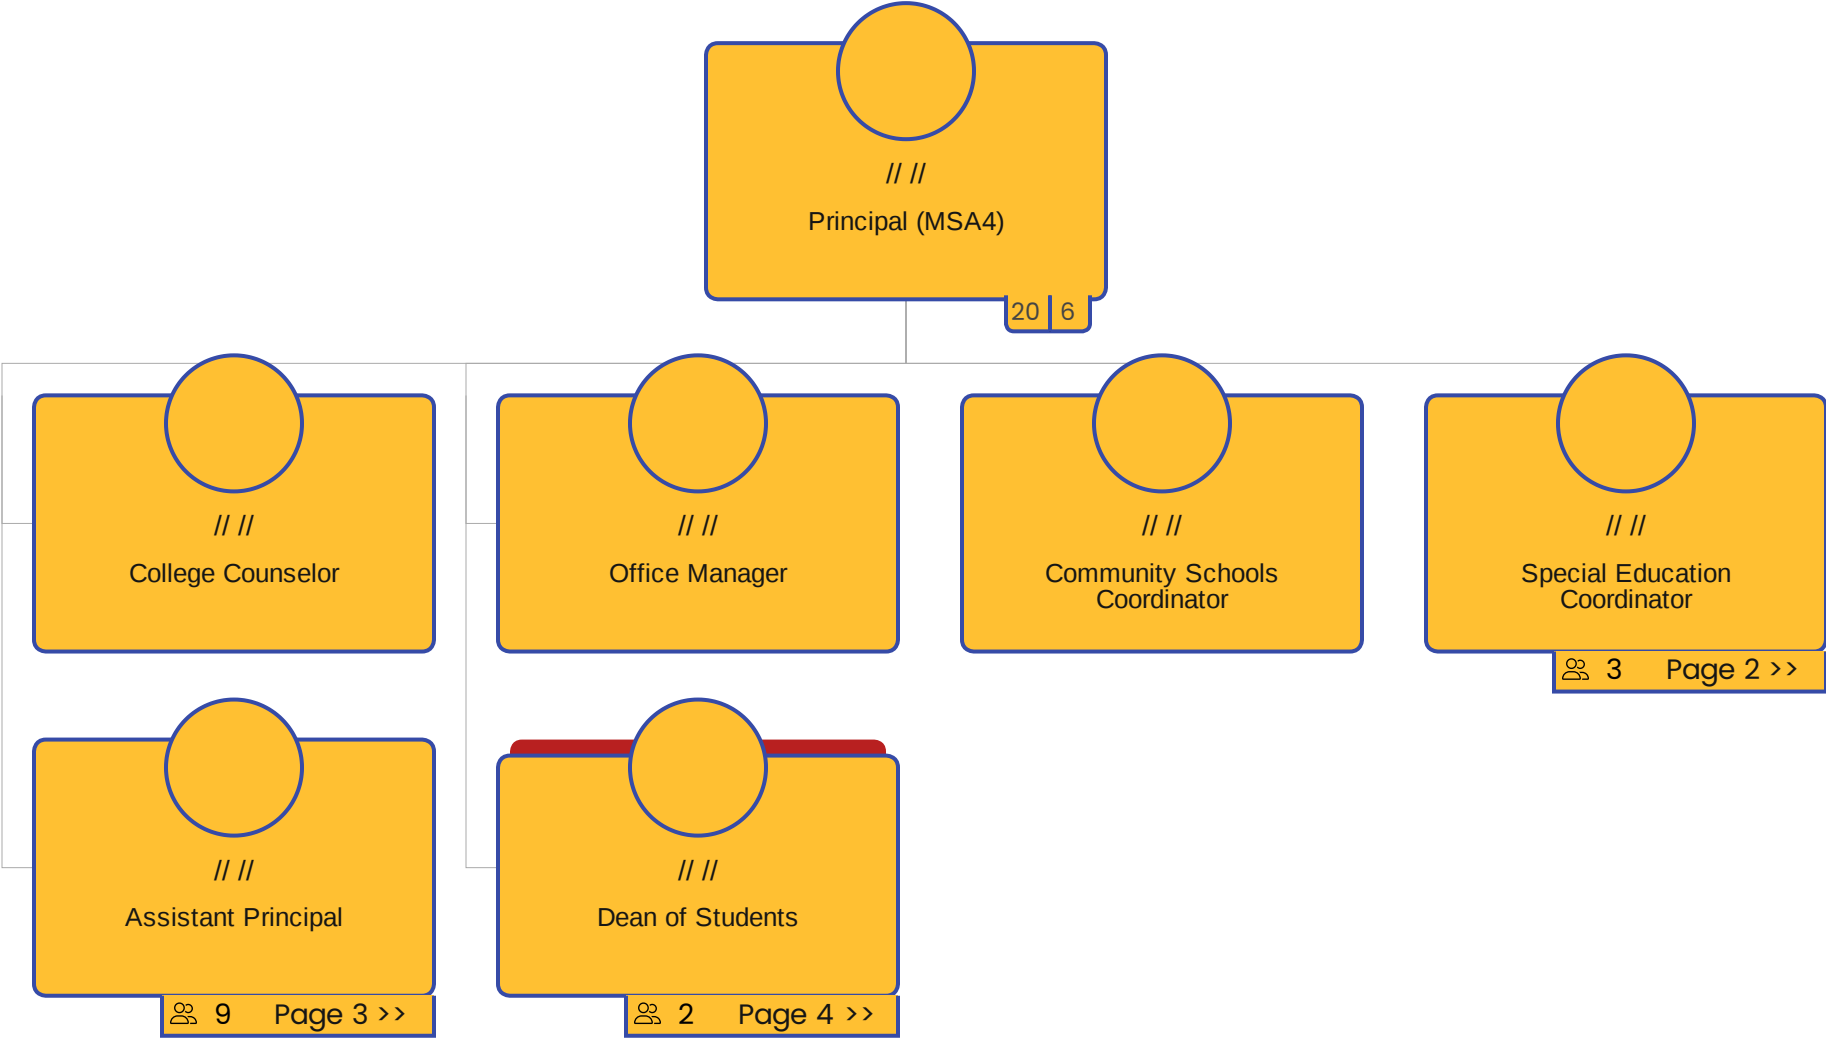 // //
Principal (MSA4)
20 6
// //
College Counselor
// //
Office Manager
// //
Community Schools
Coordinator
// //
Special Education
Coordinator
3 Page 2 >>
// //
Assistant Principal
9 Page 3 >>
// //
Dean of Students
2 Page 4 >>